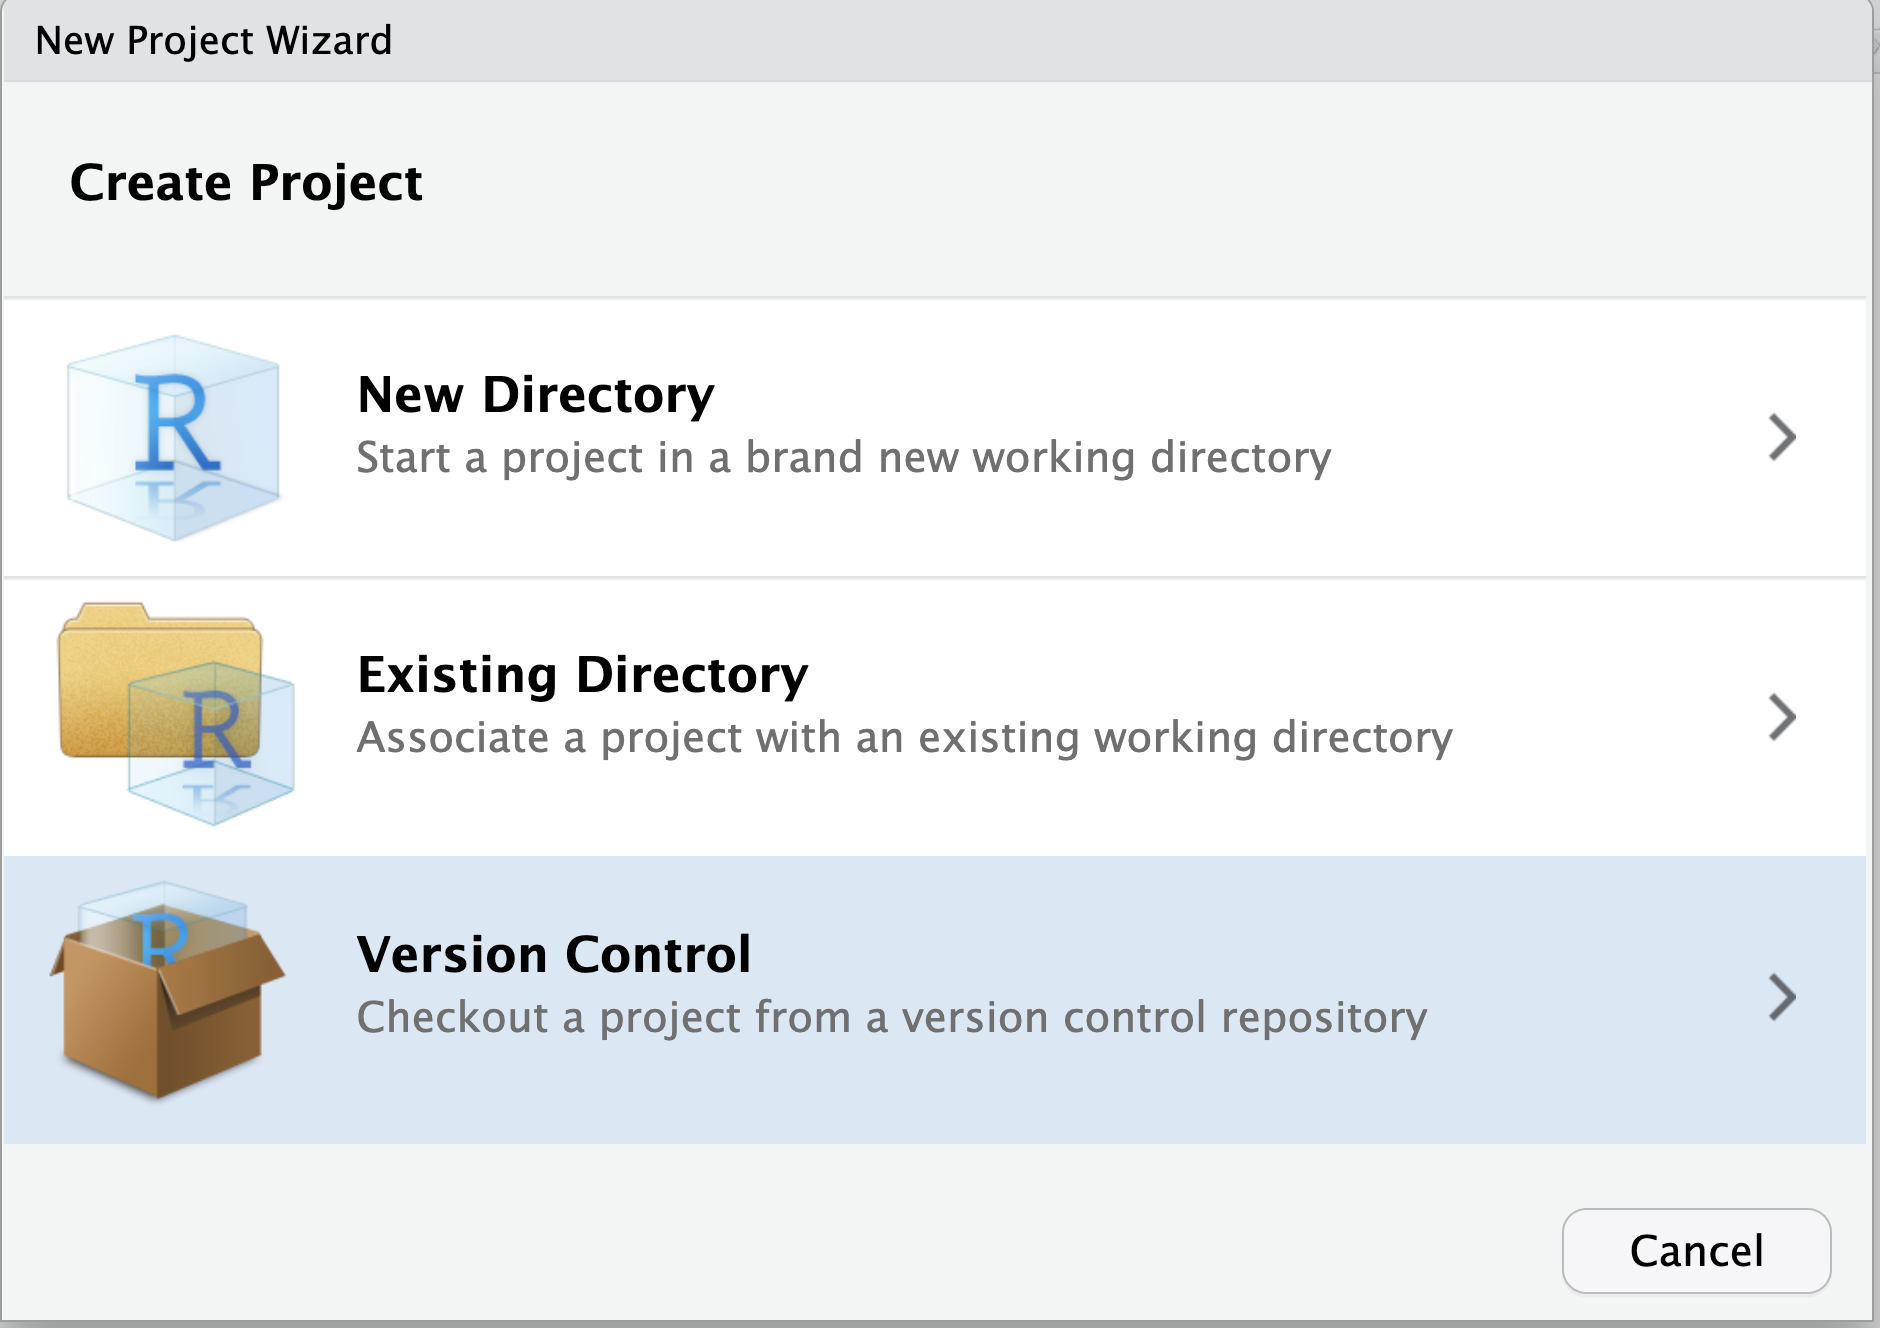 New Project Wizard
Create Project
R
New Directory
Start a project in a brand new working directory
R
Existing Directory
Associate a project with an existing working directory
R
Version Control
Checkout a project from a version control repository
Cancel